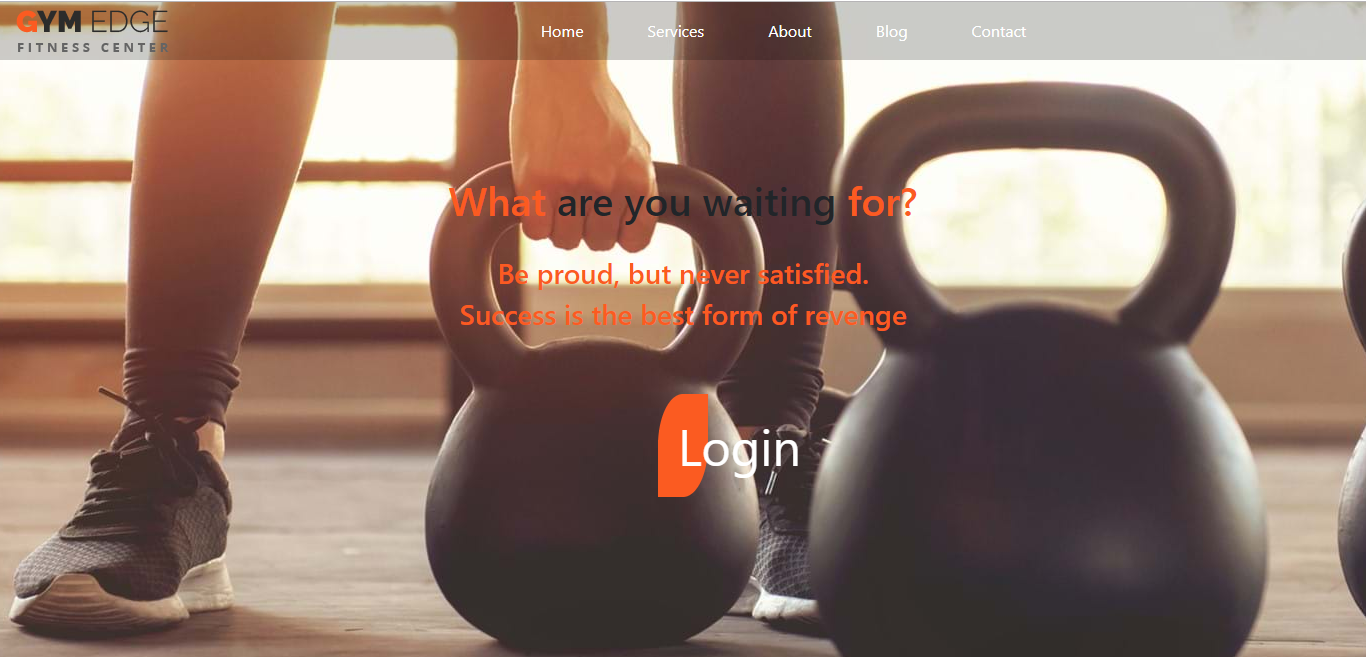 GYM EDGE
FITNESS CENTER
Home Services About Blog Contact
What are you waiting for?
Be proud, but never satisfied.
Success is the best form of revenge
Login